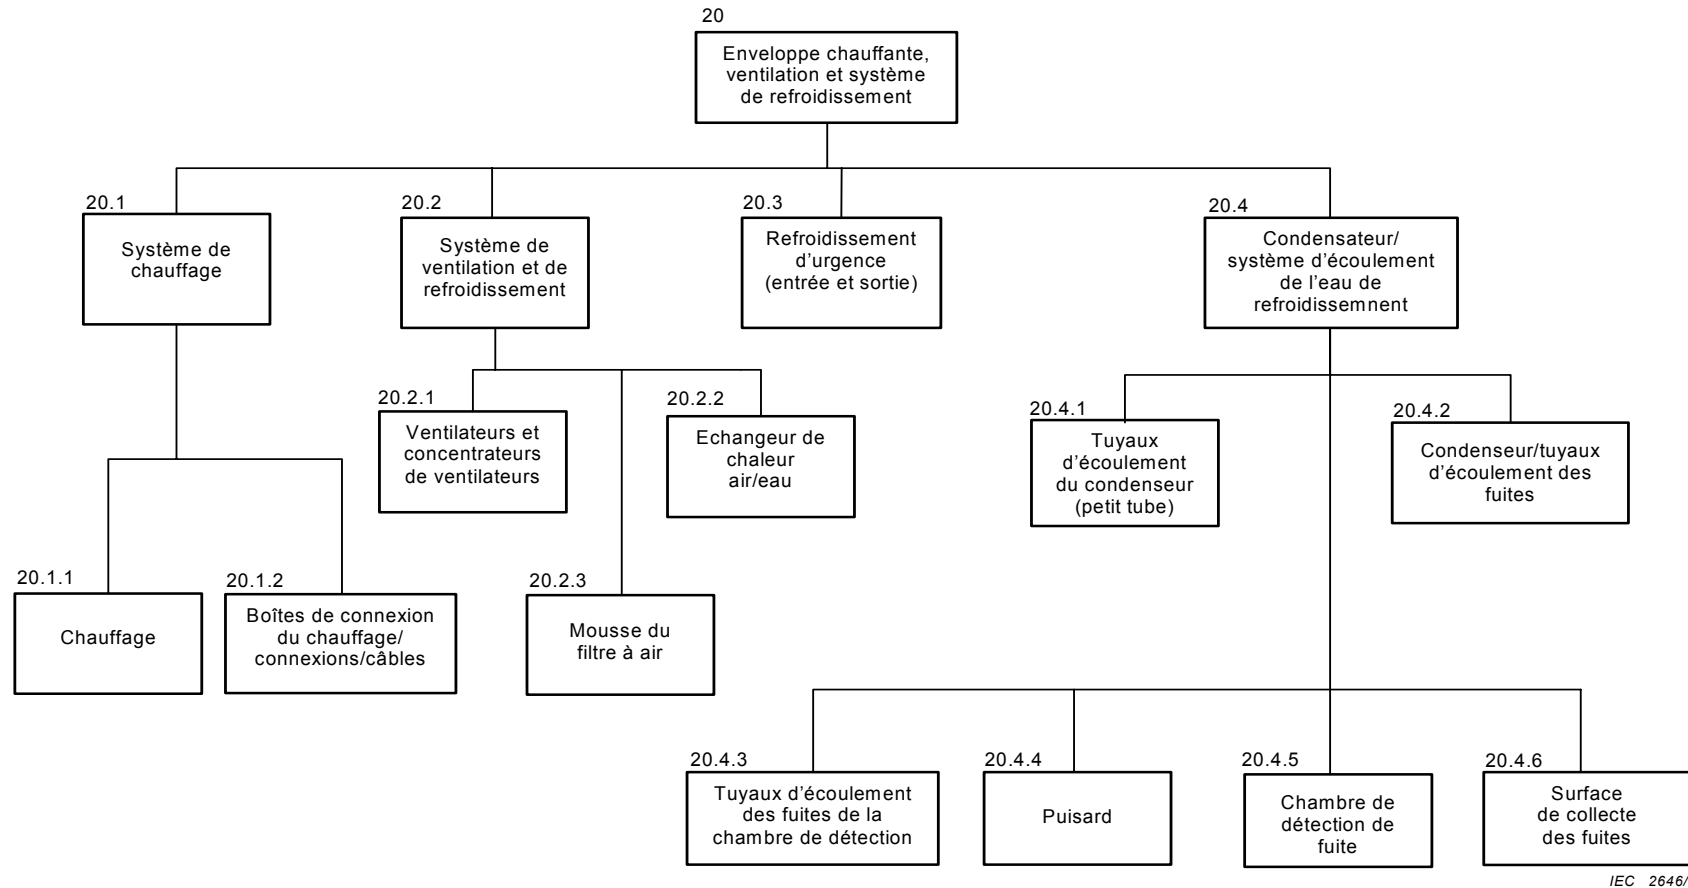 20
Enveloppe chauffante,
ventilation et système
de refroidissement
20.1
Système de
chauffage
20.2
Système de
ventilation et de
refroidissement
20.3
Refroidissement
d'urgence
(entrée et sortie)
20.4
Condensateur/
système d'écoulement
de l'eau de
refroidissemnent
20.2.1
Ventilateurs et
concentrateurs
de ventilateurs
20.2.2
Echangeur de
chaleur
air/eau
20.4.1
Tuyaux
d'écoulement
du condenseur
(petit tube)
20.4.2
Condenseur/tuyaux
d'écoulement des
fuites
20.1.1
Chauffage
20.1.2
Boîtes de connexion
du chauffage/
connexions/câbles
20.2.3
Mousse du
filtre à air
20.4.3
Tuyaux d'écoulement
des fuites de la
chambre de détection
20.4.4
Puisard
20.4.5
Chambre de
détection de
fuite
20.4.6
Surface
de collecte
des fuites
IEC 2646/